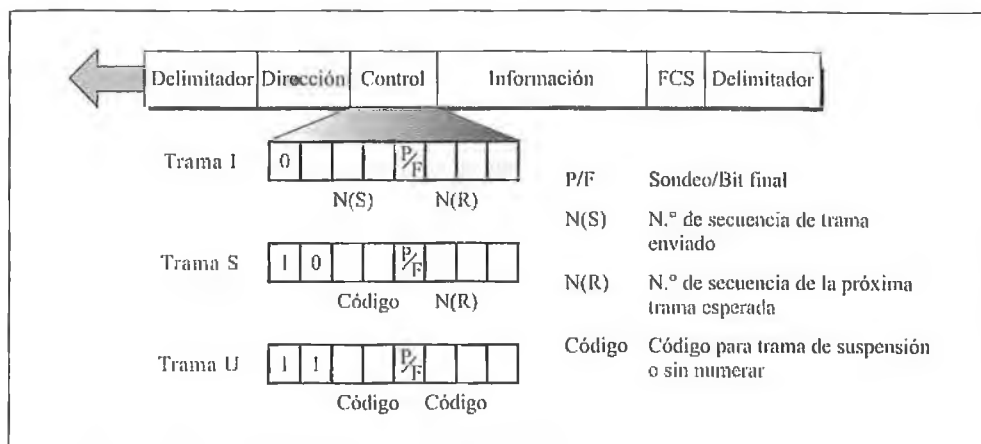 Delimitador Dirección Control Información FCS Delimitador
Trama I 0 P/F
N(S) N(R)
Trama S 1 0 P/F
Código N(R)
Trama U 1 1 P/F
Código Código
P/F Sondeo/Bit final
N(S) N.° de secuencia de trama
enviado
N(R) N.° de secuencia de la próxima
trama esperada
Código Código para trama de suspensión
o sin numerar